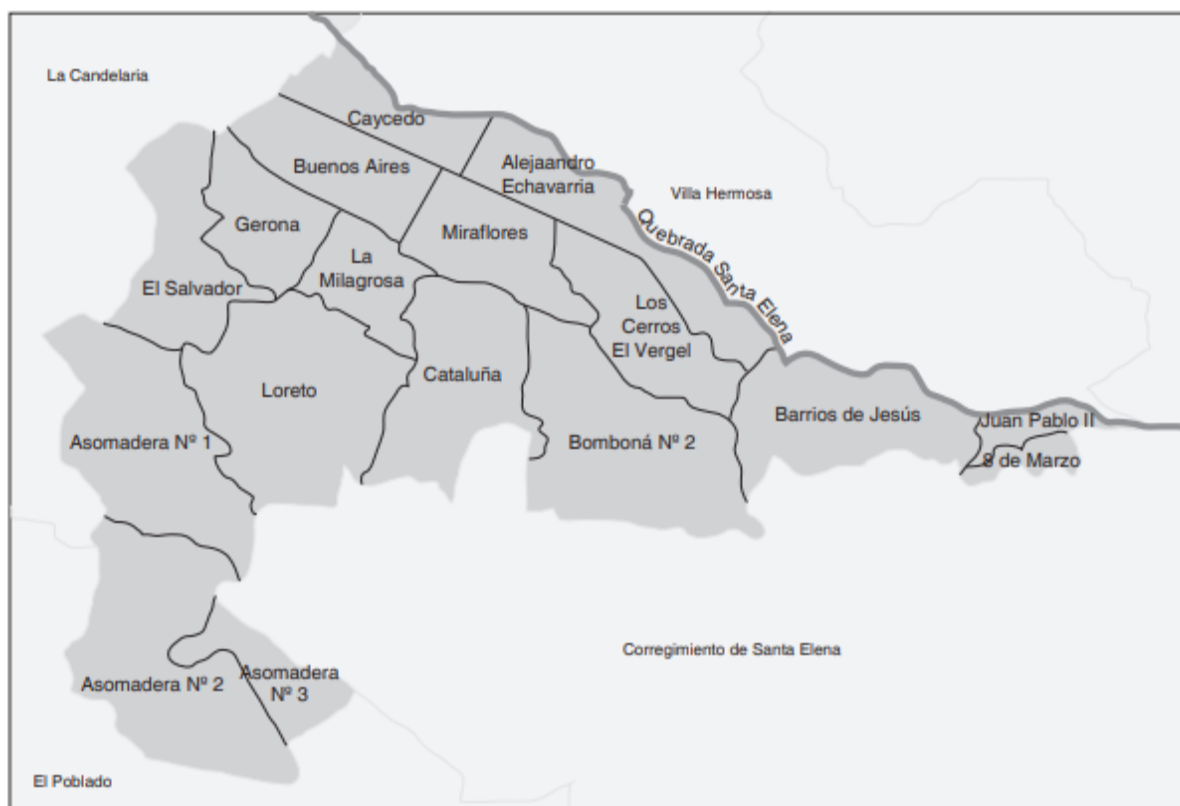 La Candelaria
Caycedo
Buenos Aires
Alejaandro
Echavarria
Villa Hermosa
Gerona
Miraflores
Quebrada Santa Elena
La
Milagrosa
El Salvador
Los
Cerros
El Vergel
Cataluña
Loreto
Barrios de Jesús
Juan Pablo II
Asomadera Nº 1
Bomboná Nº 2
8 de Marzo
Corregimiento de Santa Elena
Asomadera Nº 2
Asomadera
Nº 3
El Poblado